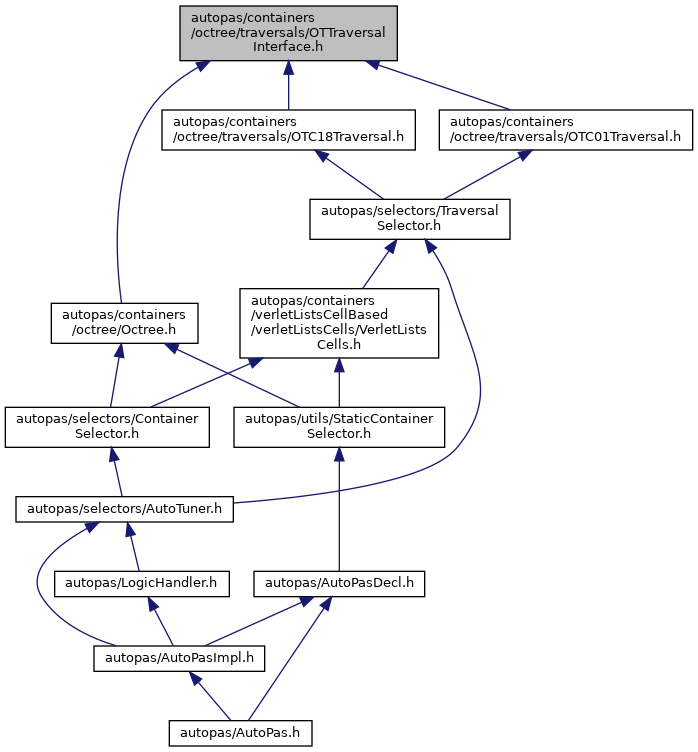 autopas/containers
/octree/traversals/OTTraversal
Interface.h
autopas/containers
/octree/traversals/OTC18Traversal.h
autopas/containers
/octree/traversals/OTC01Traversal.h
autopas/selectors/Traversal
Selector.h
autopas/containers
/octree/Octree.h
autopas/containers
/verletListsCellBased
/verletListsCells/VerletLists
Cells.h
autopas/selectors/Container
Selector.h
autopas/utils/StaticContainer
Selector.h
autopas/selectors/AutoTuner.h
autopas/LogicHandler.h
autopas/AutoPasDecl.h
autopas/AutoPasImpl.h
autopas/AutoPas.h